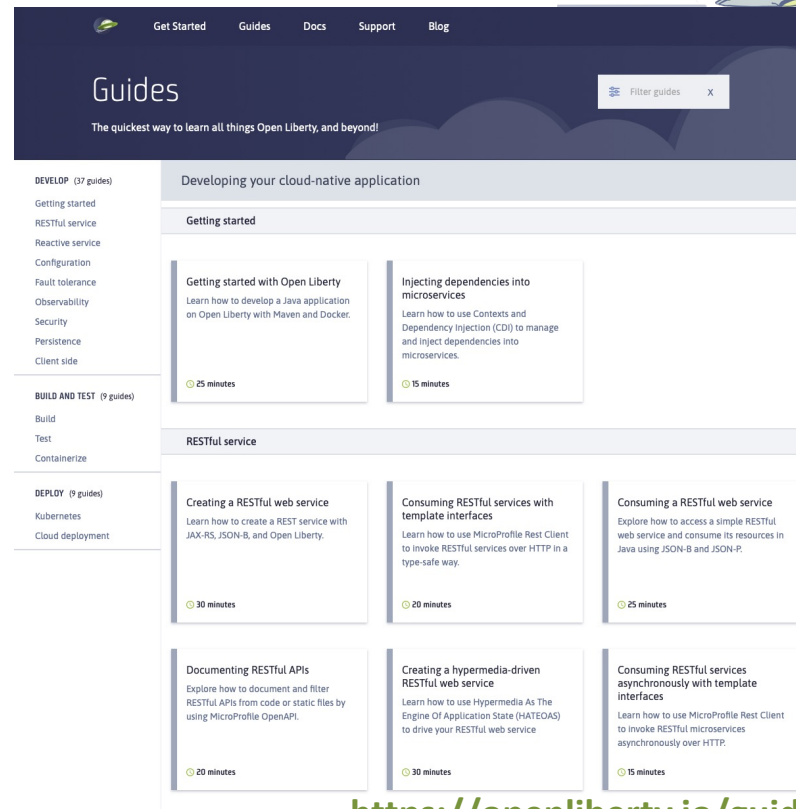 Get Started Guides Docs Support Blog
Guides
Filter guides X
The quickest way to learn all things Open Liberty, and beyond!
DEVELOP (37 guides)
Getting started
RESTful service
Reactive service
Configuration
Fault tolerance
Observability
Security
Persistence
Client side
BUILD AND TEST (9 guides)
Build
Test
Containerize
DEPLOY (9 guides)
Kubernetes
Cloud deployment
Developing your cloud-native application
Getting started
Getting started with Open Liberty
Learn how to develop a Java application
on Open Liberty with Maven and Docker.
25 minutes
Injecting dependencies into
microservices
Learn how to use Contexts and
Dependency Injection (CDI) to manage
and inject dependencies into
microservices.
15 minutes
RESTful service
Creating a RESTful web service
Learn how to create a REST service with
JAX-RS, JSON-B, and Open Liberty.
30 minutes
Consuming RESTful services with
template interfaces
Learn how to use MicroProfile Rest Client
to invoke RESTful services over HTTP in a
type-safe way.
20 minutes
Consuming a RESTful web service
Explore how to access a simple RESTful
web service and consume its resources in
Java using JSON-B and JSON-P.
25 minutes
Documenting RESTful APIs
Explore how to document and filter
RESTful APIs from code or static files by
using MicroProfile OpenAPI.
20 minutes
Creating a hypermedia-driven
RESTful web service
Learn how to use Hypermedia As The
Engine Of Application State (HATEOAS)
to drive your RESTful web service
30 minutes
Consuming RESTful services
asynchronously with template
interfaces
Learn how to use MicroProfile Rest Client
to invoke RESTful microservices
asynchronously over HTTP.
15 minutes
https://openliberty.io/guid